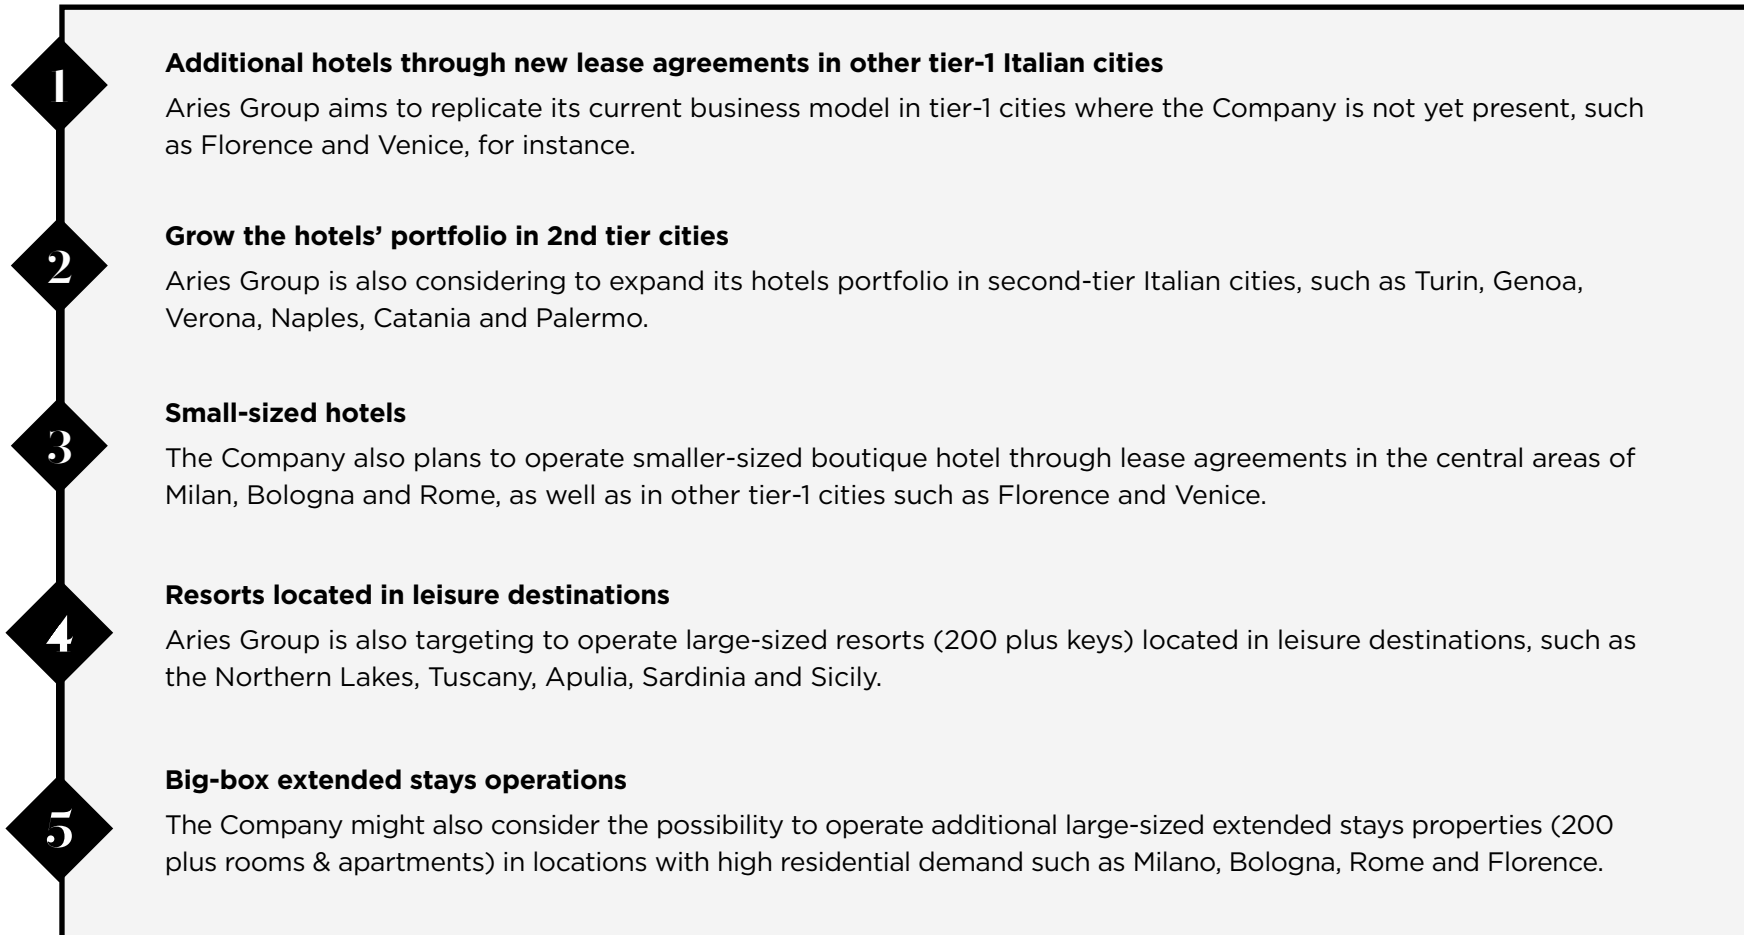 1
Additional hotels through new lease agreements in other tier-1 Italian cities
Aries Group aims to replicate its current business model in tier-1 cities where the Company is not yet present, such
as Florence and Venice, for instance.
2
Grow the hotels’ portfolio in 2nd tier cities
Aries Group is also considering to expand its hotels portfolio in second-tier Italian cities, such as Turin, Genoa,
Verona, Naples, Catania and Palermo.
3
Small-sized hotels
The Company also plans to operate smaller-sized boutique hotel through lease agreements in the central areas of
Milan, Bologna and Rome, as well as in other tier-1 cities such as Florence and Venice.
4
Resorts located in leisure destinations
Aries Group is also targeting to operate large-sized resorts (200 plus keys) located in leisure destinations, such as
the Northern Lakes, Tuscany, Apulia, Sardinia and Sicily.
5
Big-box extended stays operations
The Company might also consider the possibility to operate additional large-sized extended stays properties (200
plus rooms & apartments) in locations with high residential demand such as Milano, Bologna, Rome and Florence.